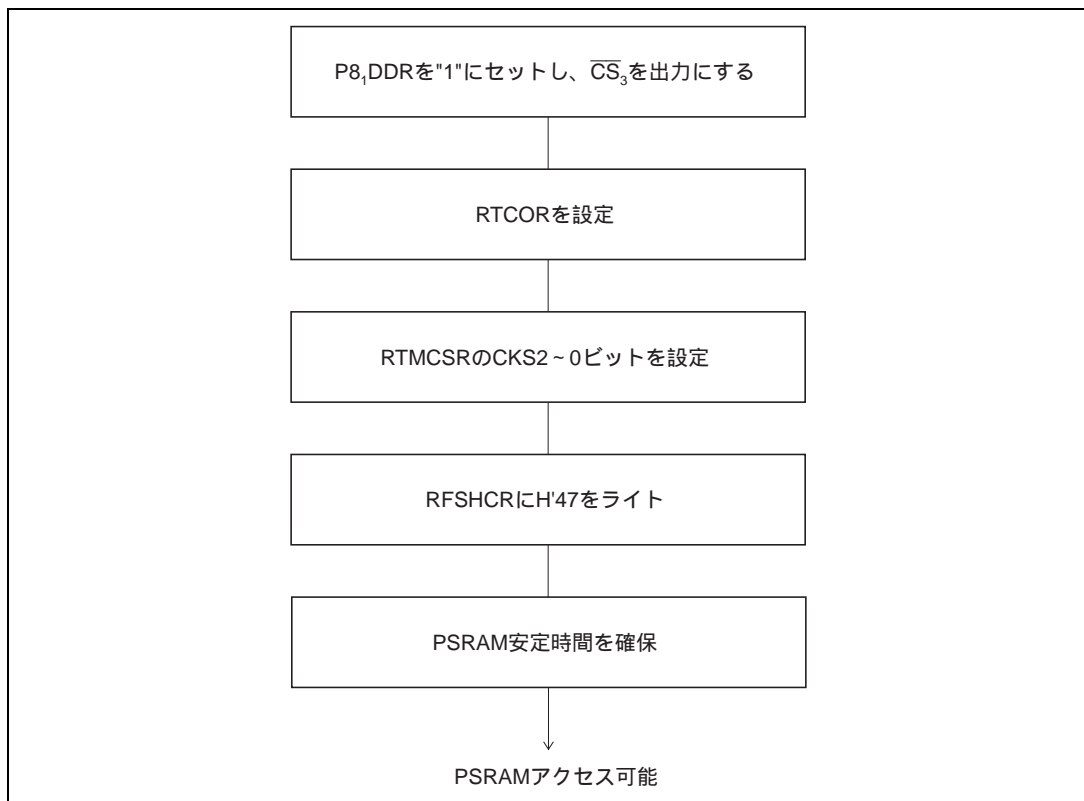 P8₁DDRを"1"にセットし、C̅S̅₃を出力にする
RTCORを設定
RTMCSRのCKS2～0ビットを設定
RFSHCRにH'47をライト
PSRAM安定時間を確保
PSRAMアクセス可能